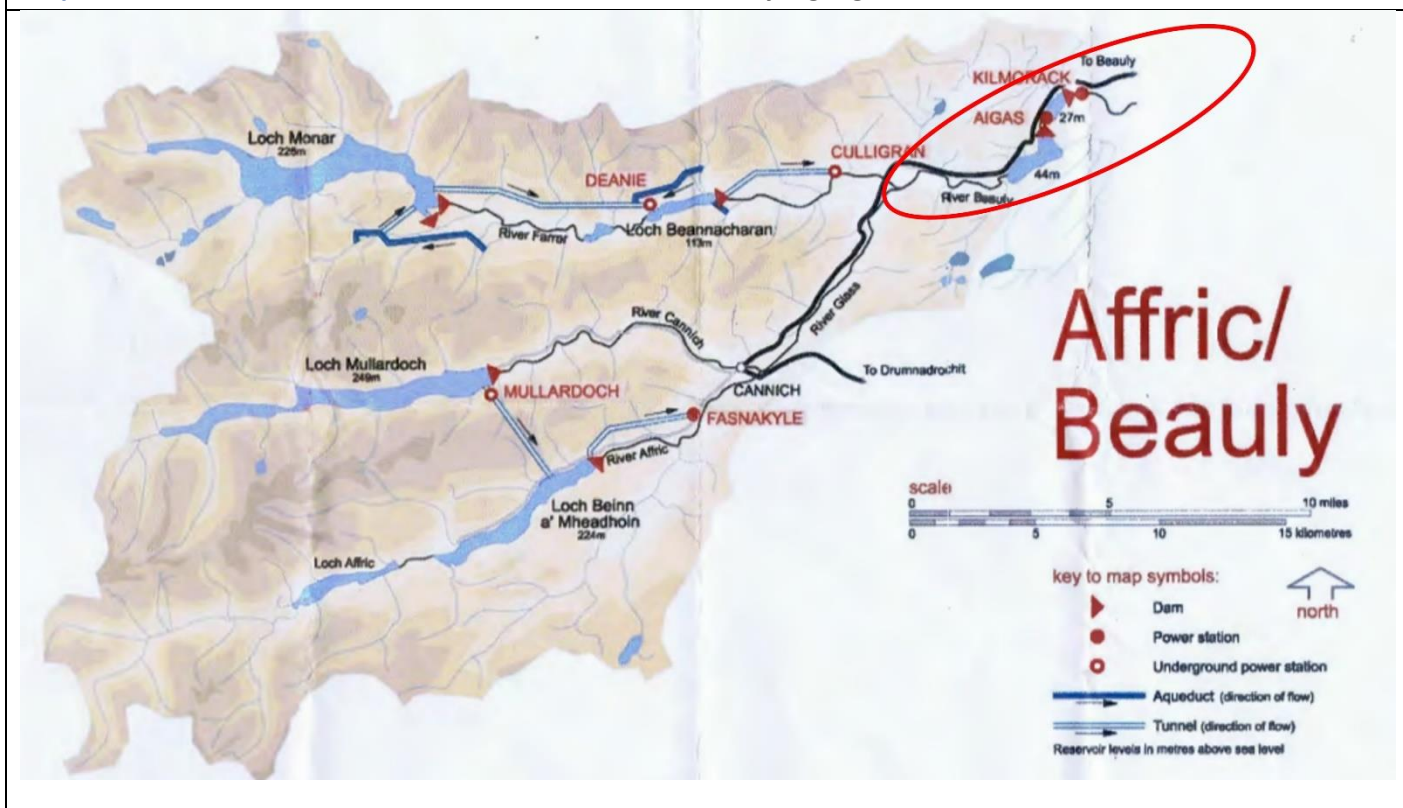 To Beauly
KILMORACK
AIGAS
27m
Loch Monar
226m
CULLIGRAN
DEANIE
44m
River Beauly
River Farrar
Loch Beannacharan
113m
River Glass
River Cannich
Loch Mullardoch
249m
To Drumnadrochit
MULLARDOCH
CANNICH
FASNAKYLE
River Affric
Loch Beinn
a' Mheadhoin
224m
Loch Affric
Affric/
Beauly
scale
0 5 10 miles
0 5 10 15 kilometres
key to map symbols:
north
Dam
Power station
Underground power station
Aqueduct (direction of flow)
Tunnel (direction of flow)
Reservoir levels in metres above sea level